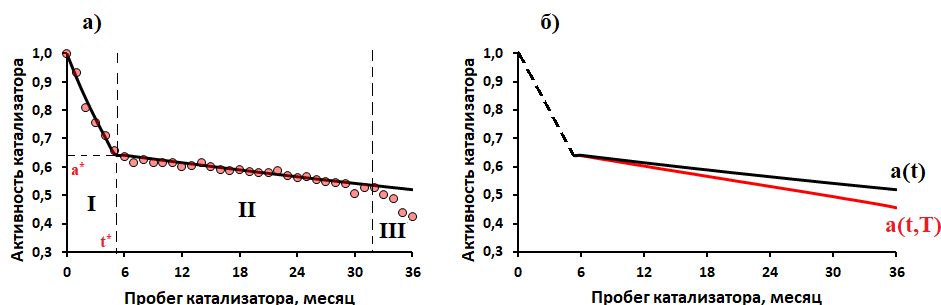 а)
Активность катализатора
1,0
0,9
0,8
0,7
0,6
0,5
0,4
0,3
a*
t*
I
II
III
0 6 12 18 24 30 36
Пробег катализатора, месяц
б)
Активность катализатора
1,0
0,9
0,8
0,7
0,6
0,5
0,4
0,3
a(t)
a(t,T)
0 6 12 18 24 30 36
Пробег катализатора, месяц